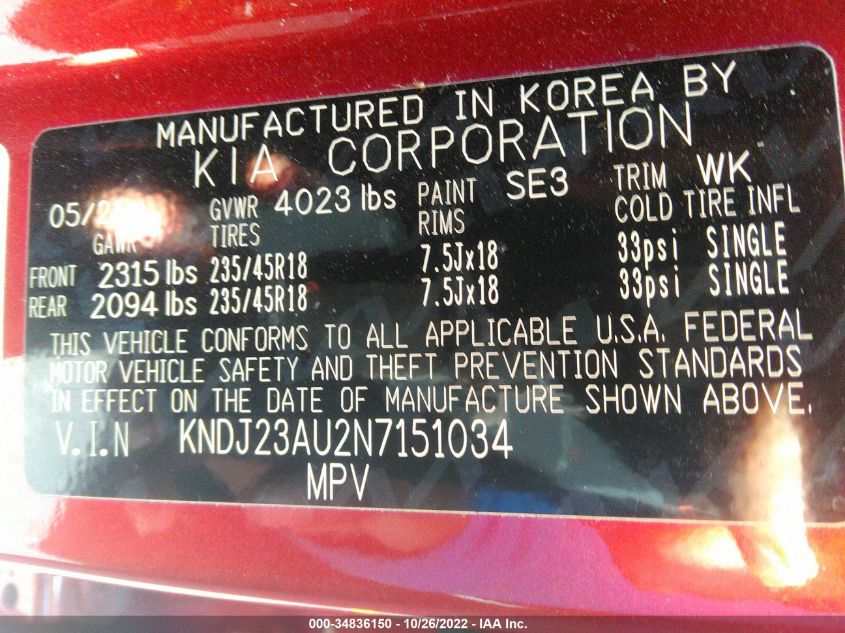 MANUFACTURED IN KOREA BY
KIA CORPORATION
05/ GVWR 4023 lbs PAINT SE3 TRIM WK
GAWR TIRES RIMS COLD TIRE INFL
FRONT 2315 lbs 235/45R18 7.5Jx18 33psi SINGLE
REAR 2094 lbs 235/45R18 7.5Jx18 33psi SINGLE
THIS VEHICLE CONFORMS TO ALL APPLICABLE U.S.A. FEDERAL
MOTOR VEHICLE SAFETY AND THEFT PREVENTION STANDARDS
IN EFFECT ON THE DATE OF MANUFACTURE SHOWN ABOVE.
V.I.N KNDJ23AU2N7151034
MPV
000-34836150 - 10/26/2022 - IAA Inc.